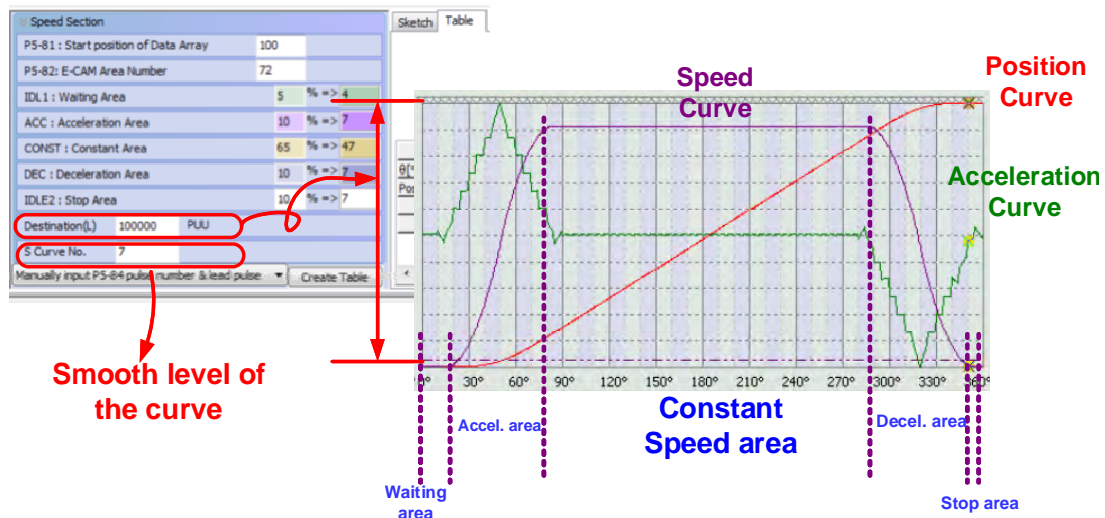 Speed Section
P5-81 : Start position of Data Array 100
P5-82: E-CAM Area Number 72
IDL1 : Waiting Area 5 % => 4
ACC : Acceleration Area 10 % => 7
CONST : Constant Area 65 % => 47
DEC : Deceleration Area 10 % => 7
IDLE2 : Stop Area 10 % => 7
Destination(L) 100000 PUU
S Curve No. 7
Manually input P5-84 pulse number & lead pulse Create Table
Sketch Table
Speed
Curve
Position
Curve
Acceleration
Curve
0° 30° 60° 90° 120° 150° 180° 210° 240° 270° 300° 330° 360°
Smooth level of
the curve
Accel. area
Constant
Speed area
Decel. area
Waiting
area
Stop area